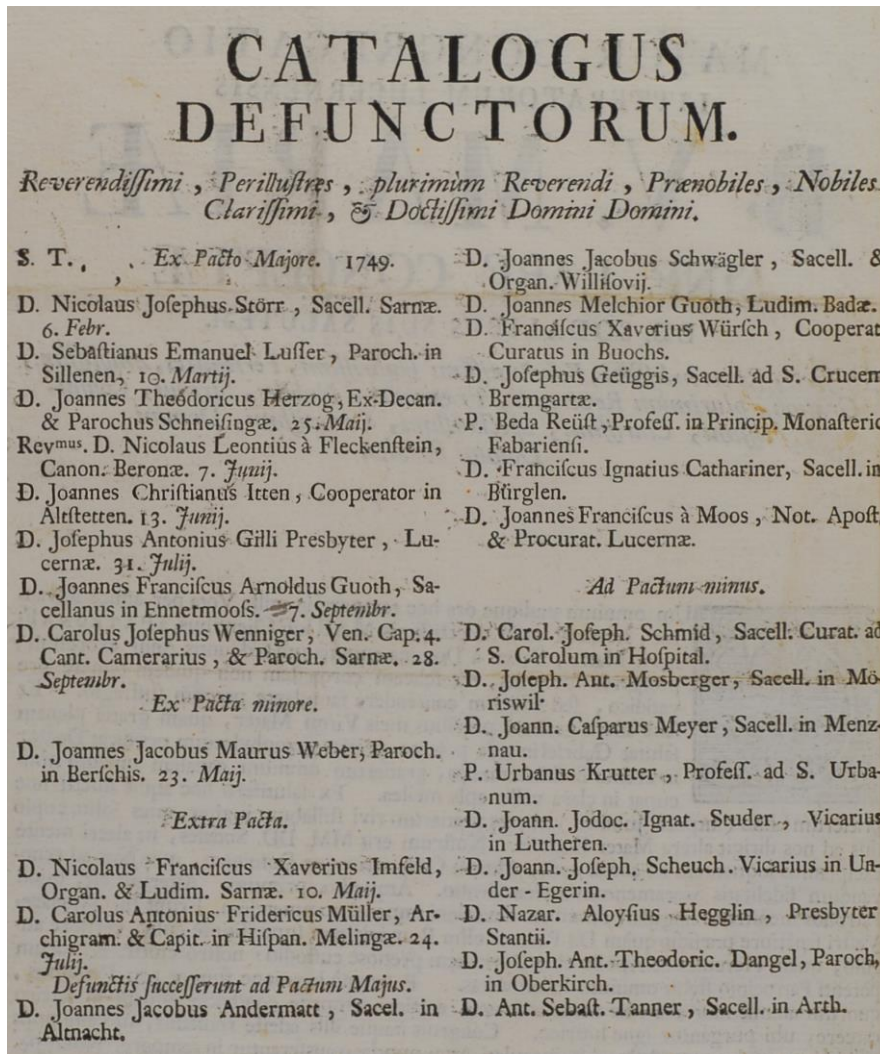 CATALOGUS
DEFUNCTORUM.
Reverendiſſimi, Perilluſtres, plurimùm Reverendi, Prænobiles, Nobiles
Clariſſimi, & Doctiſſimi Domini Domini.
S. T. Ex Pacto Majore. 1749.
D. Nicolaus Joſephus Störr, Sacell. Sarnæ.
6. Febr.
D. Sebaſtianus Emanuel Luſſer, Paroch. in
Sillenen, 10. Martij.
D. Joannes Theodoricus Herzog, Ex-Decan.
& Parochus Schneiſingæ. 25. Maij.
Revmus. D. Nicolaus Leontius à Fleckenſtein,
Canon. Beronæ. 7. Junij.
D. Joannes Chriſtianus Itten, Cooperator in
Altſtetten. 13. Junij.
D. Joſephus Antonius Gilli Presbyter, Lu-
cernæ. 31. Julij.
D. Joannes Franciſcus Arnoldus Guoth, Sa-
cellanus in Ennetmooſs. 7. Septembr.
D. Carolus Joſephus Wenniger, Ven. Cap. 4.
Cant. Camerarius, & Paroch. Sarnæ. 28.
Septembr.
Ex Pacta minore.
D. Joannes Jacobus Maurus Weber, Paroch.
in Berſchis. 23. Maij.
Extra Pacta.
D. Nicolaus Franciſcus Xaverius Imfeld,
Organ. & Ludim. Sarnæ. 10. Maij.
D. Carolus Antonius Fridericus Müller, Ar-
chigram. & Capit. in Hiſpan. Melingæ. 24.
Julij.
Defunctis ſucceſſerunt ad Pactum Majus.
D. Joannes Jacobus Andermatt, Sacel. in
Altnacht.
D. Joannes Jacobus Schwägler, Sacell. &
Organ. Williſovij.
D. Joannes Melchior Guoth, Ludim. Badæ.
D. Franciſcus Xaverius Würſch, Cooperat
Curatus in Buochs.
D. Joſephus Geüggis, Sacell. ad S. Crucem
Bremgartæ.
P. Beda Reüſt, Profeſſ. in Princip. Monaſteric
Fabarienſi.
D. Franciſcus Ignatius Cathariner, Sacell. in
Bürglen.
D. Joannes Franciſcus à Moos, Not. Apoſt.
& Procurat. Lucernæ.
Ad Pactum minus.
D. Carol. Joſeph. Schmid, Sacell. Curat. ad
S. Carolum in Hoſpital.
D. Joſeph. Ant. Mosberger, Sacell. in Mö-
riswil.
D. Joann. Caſparus Meyer, Sacell. in Menz-
nau.
P. Urbanus Krutter, Profeſſ. ad S. Urba-
num.
D. Joann. Jodoc. Ignat. Studer, Vicarius
in Lutheren.
D. Joann. Joſeph. Scheuch. Vicarius in Un-
der-Egerin.
D. Nazar. Aloyſius Hegglin, Presbyter
Stantii.
D. Joſeph. Ant. Theodoric. Dangel, Paroch,
in Oberkirch.
D. Ant. Sebaſt. Tanner, Sacell. in Arth.